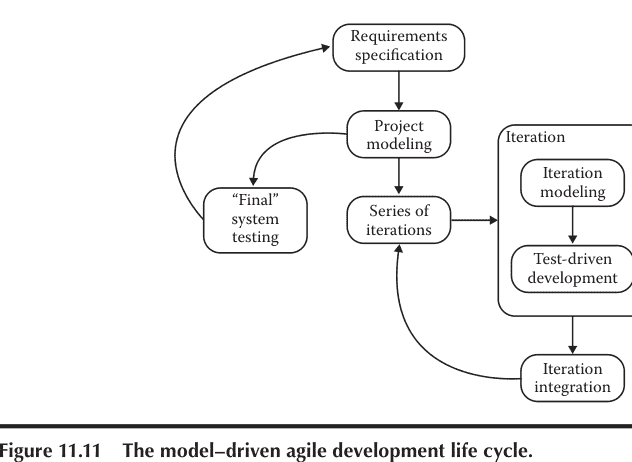 Requirements
specification
Project
modeling
Iteration
Iteration
modeling
“Final”
system
testing
Series of
iterations
Test-driven
development
Iteration
integration
Figure 11.11 The model–driven agile development life cycle.